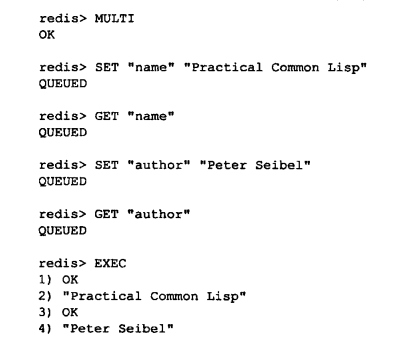 redis> MULTI
OK
redis> SET "name" "Practical Common Lisp"
QUEUED
redis> GET "name"
QUEUED
redis> SET "author" "Peter Seibel"
QUEUED
redis> GET "author"
QUEUED
redis> EXEC
1) OK
2) "Practical Common Lisp"
3) OK
4) "Peter Seibel"